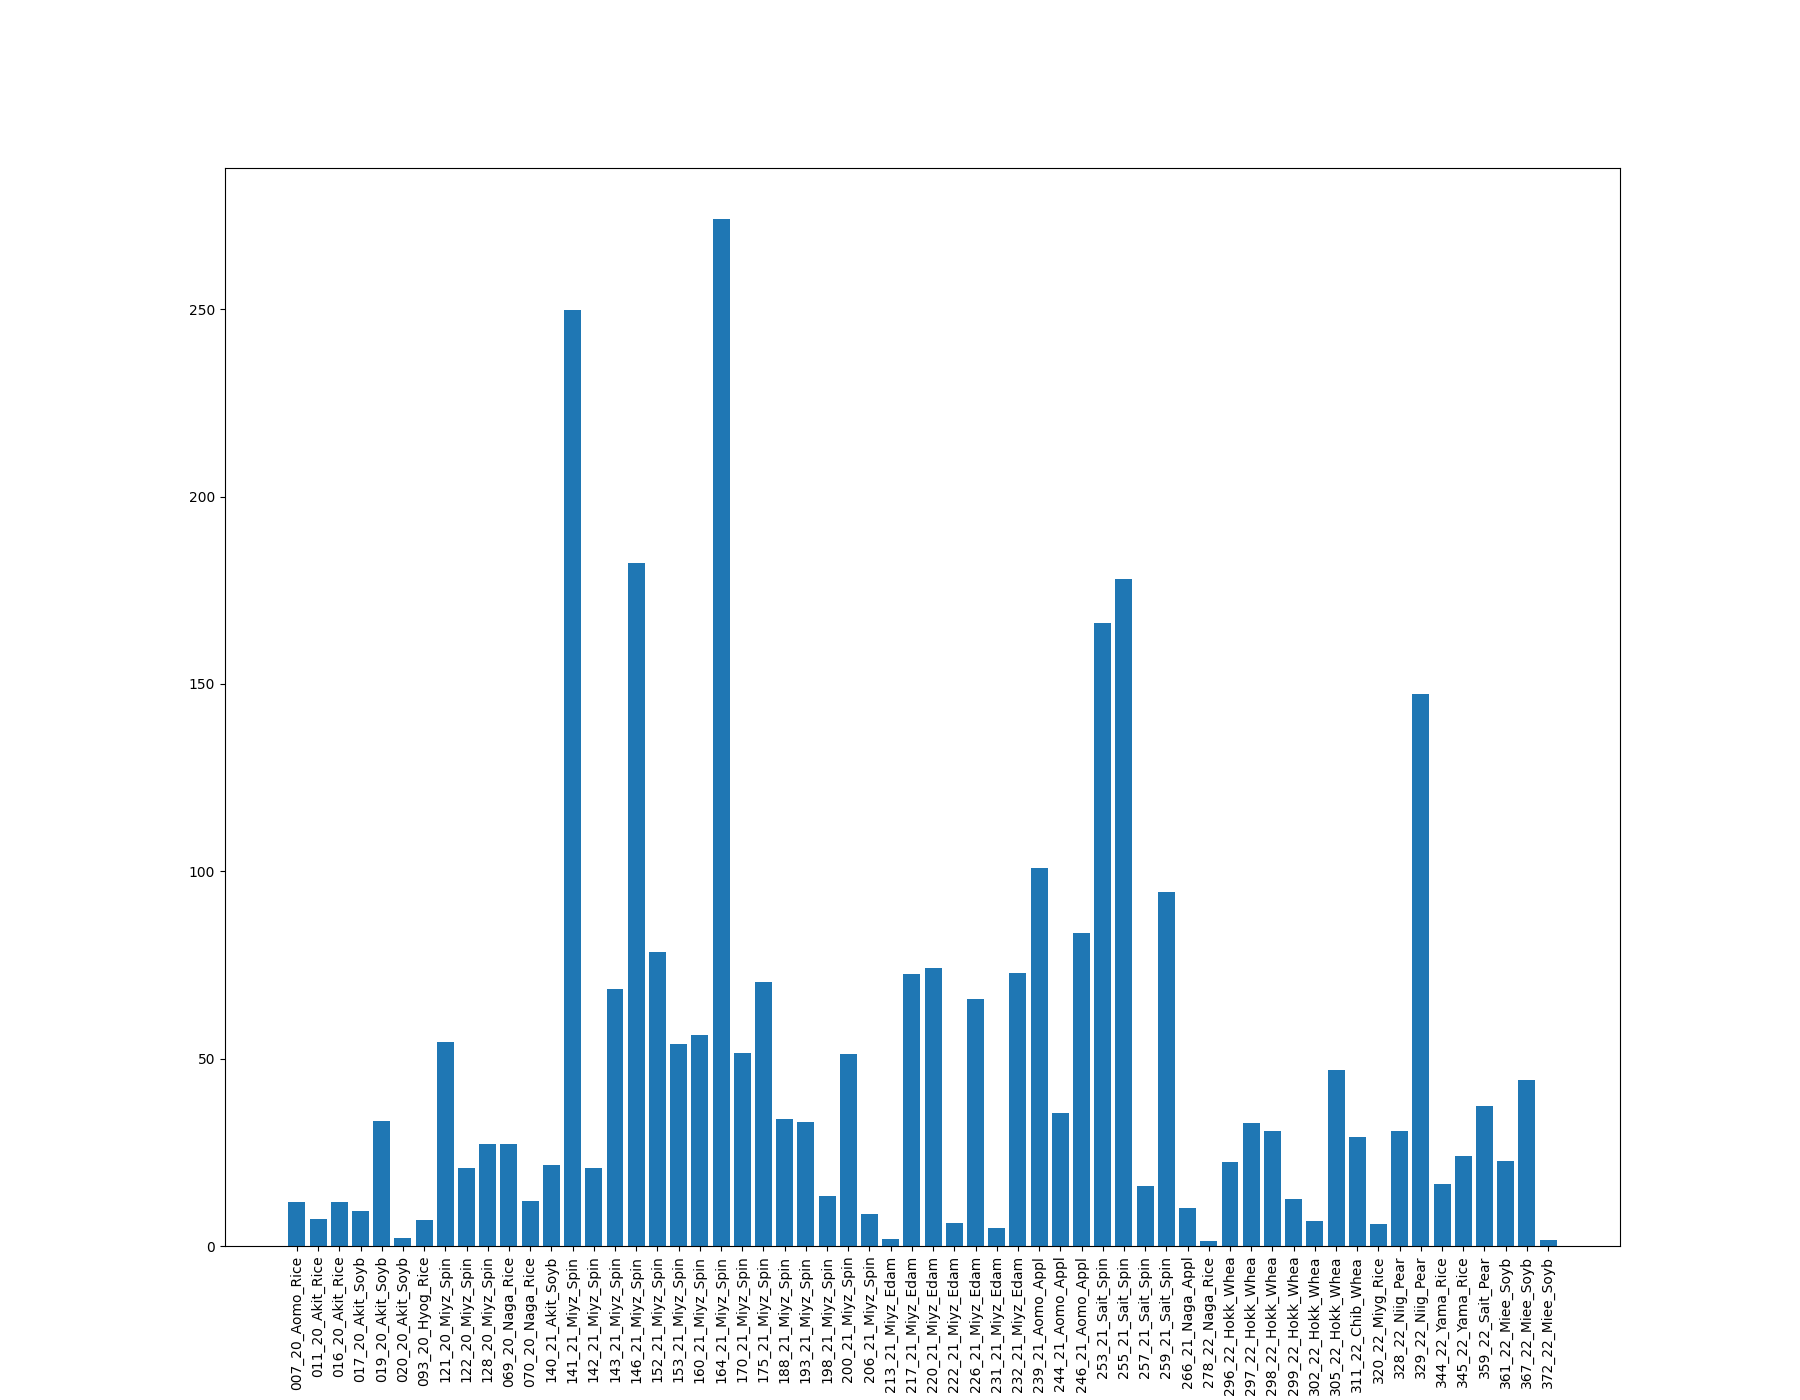 250
200
150
100
50
0
007_20_Aomo_Rice
011_20_Akit_Rice
016_20_Akit_Rice
017_20_Akit_Soyb
019_20_Akit_Soyb
020_20_Akit_Soyb
093_20_Hyog_Rice
121_20_Miyz_Spin
122_20_Miyz_Spin
128_20_Miyz_Spin
069_20_Naga_Rice
070_20_Naga_Rice
140_21_Akit_Soyb
141_21_Miyz_Spin
142_21_Miyz_Spin
143_21_Miyz_Spin
146_21_Miyz_Spin
152_21_Miyz_Spin
153_21_Miyz_Spin
160_21_Miyz_Spin
164_21_Miyz_Spin
170_21_Miyz_Spin
175_21_Miyz_Spin
188_21_Miyz_Spin
193_21_Miyz_Spin
198_21_Miyz_Spin
200_21_Miyz_Spin
206_21_Miyz_Spin
213_21_Miyz_Edam
217_21_Miyz_Edam
220_21_Miyz_Edam
222_21_Miyz_Edam
226_21_Miyz_Edam
231_21_Miyz_Edam
232_21_Miyz_Edam
239_21_Aomo_Appl
244_21_Aomo_Appl
246_21_Aomo_Appl
253_21_Sait_Spin
255_21_Sait_Spin
257_21_Sait_Spin
259_21_Sait_Spin
266_21_Naga_Appl
278_22_Naga_Rice
296_22_Hokk_Whea
297_22_Hokk_Whea
298_22_Hokk_Whea
299_22_Hokk_Whea
302_22_Hokk_Whea
305_22_Hokk_Whea
311_22_Chib_Whea
320_22_Miyg_Rice
328_22_Niig_Pear
329_22_Niig_Pear
344_22_Yama_Rice
345_22_Yama_Rice
359_22_Sait_Pear
361_22_Miee_Soyb
367_22_Miee_Soyb
372_22_Miee_Soyb